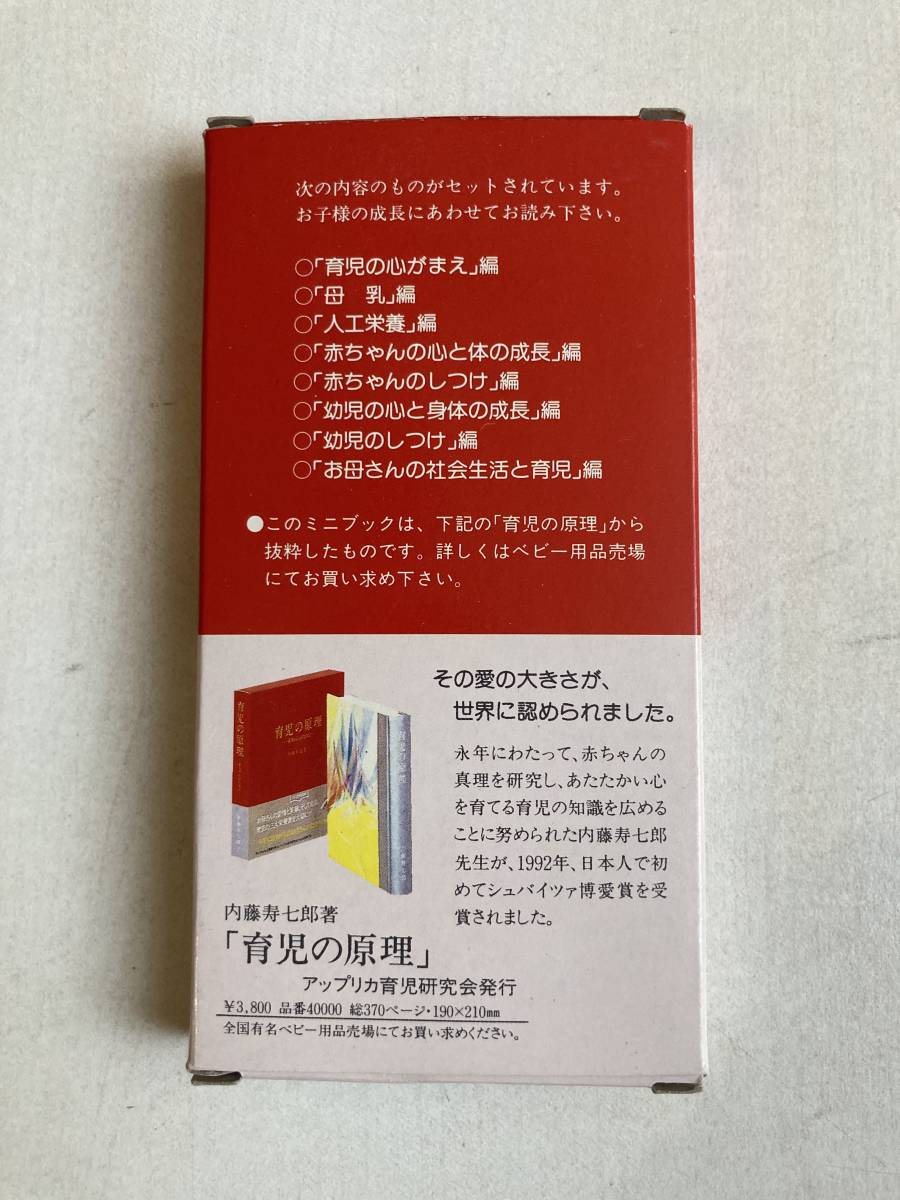 次の内容のものがセットされています。
お子様の成長にあわせてお読み下さい。
○「育児の心がまえ」編
○「母　乳」編
○「人工栄養」編
○「赤ちゃんの心と体の成長」編
○「赤ちゃんのしつけ」編
○「幼児の心と身体の成長」編
○「幼児のしつけ」編
○「お母さんの社会生活と育児」編
●このミニブックは、下記の「育児の原理」から
抜粋したものです。詳しくはベビー用品売場
にてお買い求め下さい。
その愛の大きさが、
世界に認められました。
永年にわたって、赤ちゃんの
真理を研究し、あたたかい心
を育てる育児の知識を広める
ことに努められた内藤寿七郎
先生が、1992年、日本人で初
めてシュバイツァ博愛賞を受
賞されました。
育児の原理
育児の原理
育児の原理
内藤寿七郎著
「育児の原理」
アップリカ育児研究会発行
¥3,800 品番40000 総370ページ・190×210㎜
全国有名ベビー用品売場にてお買い求めください。